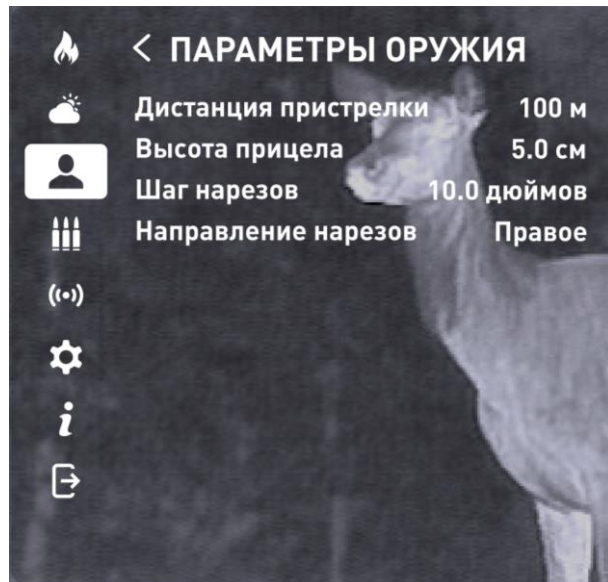 < ПАРАМЕТРЫ ОРУЖИЯ
Дистанция пристрелки 100 м
Высота прицела 5.0 см
Шаг нарезов 10.0 дюймов
Направление нарезов Правое